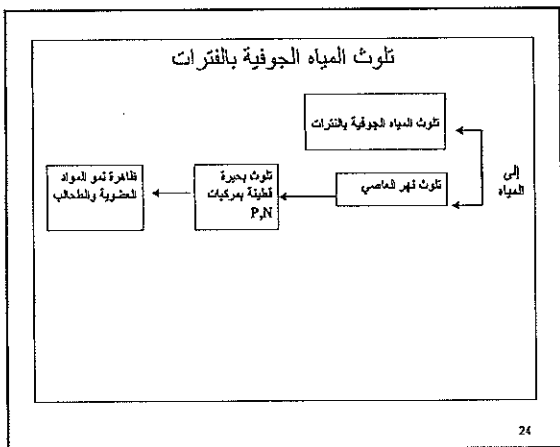 تلوث المياه الجوفية بالفترات
تلوث المياه الجوفية بالنترات
إلى
المياه
تلوث نهر العاصي
تلوث بحيرة
قطينة بمركبات
P,N
ظاهرة نمو المواد
العضوية والطحالب
24